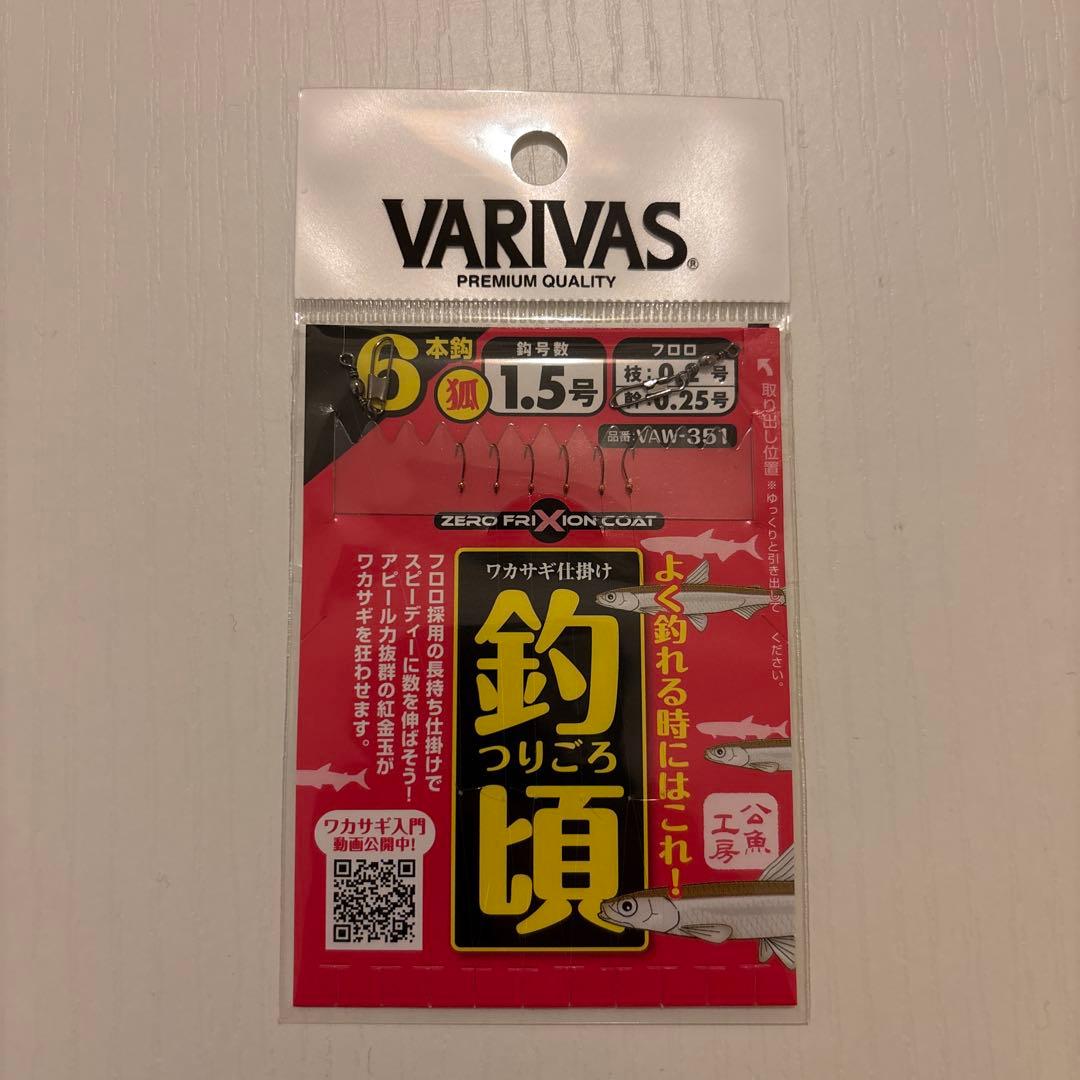 VARIVAS®
PREMIUM QUALITY
6本鈎
狐
鈎号数
1.5号
フロロ
枝:0.2号
幹:0.25号
品番:VAW-351
取り出し位置
※ゆっくりと引き出してください。
ZERO FRIXION COAT
ワカサギ仕掛け
釣頃
つりごろ
よく釣れる時にはこれ!
フロロ採用の長持ち仕掛けで
スピーディーに数を伸ばそう!
アピール力抜群の紅金玉が
ワカサギを狂わせます。
ワカサギ入門
動画公開中!
公魚
工房